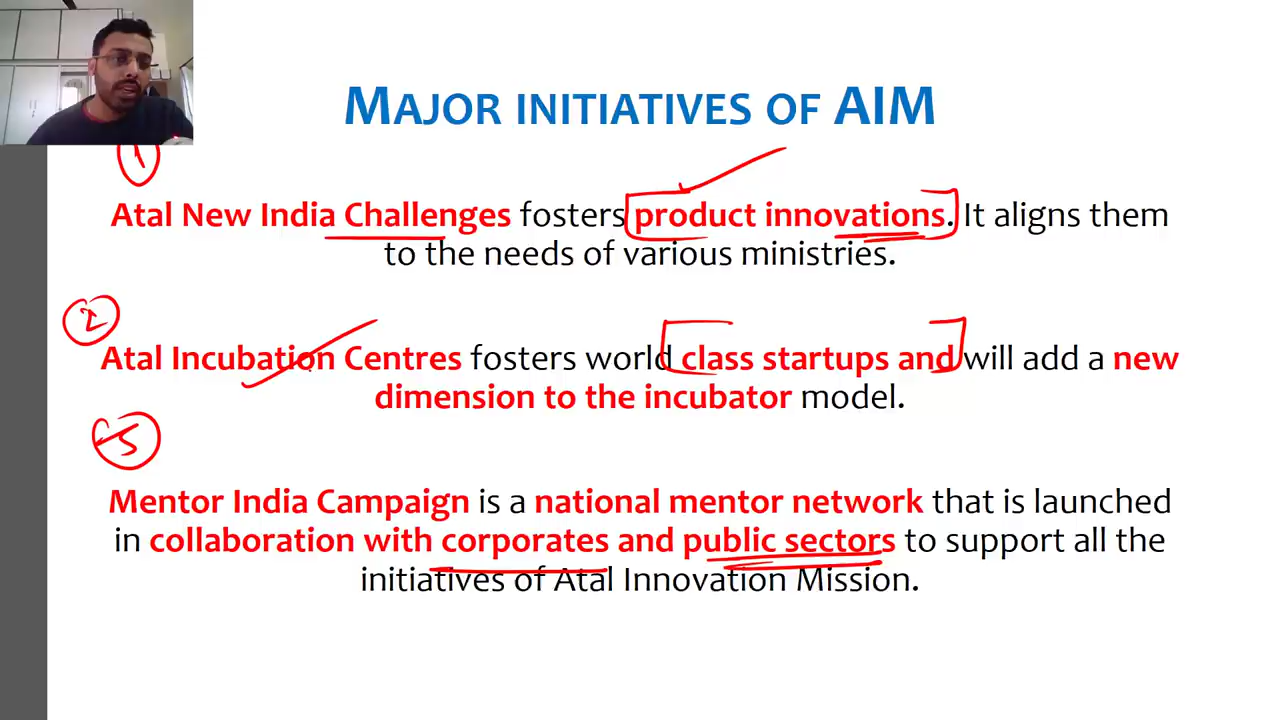 MAJOR INITIATIVES OF AIM
1
Atal New India Challenges fosters product innovations. It aligns them
to the needs of various ministries.
2
Atal Incubation Centres fosters world class startups and will add a new
dimension to the incubator model.
Mentor India Campaign is a national mentor network that is launched
in collaboration with corporates and public sectors to support all the
initiatives of Atal Innovation Mission.